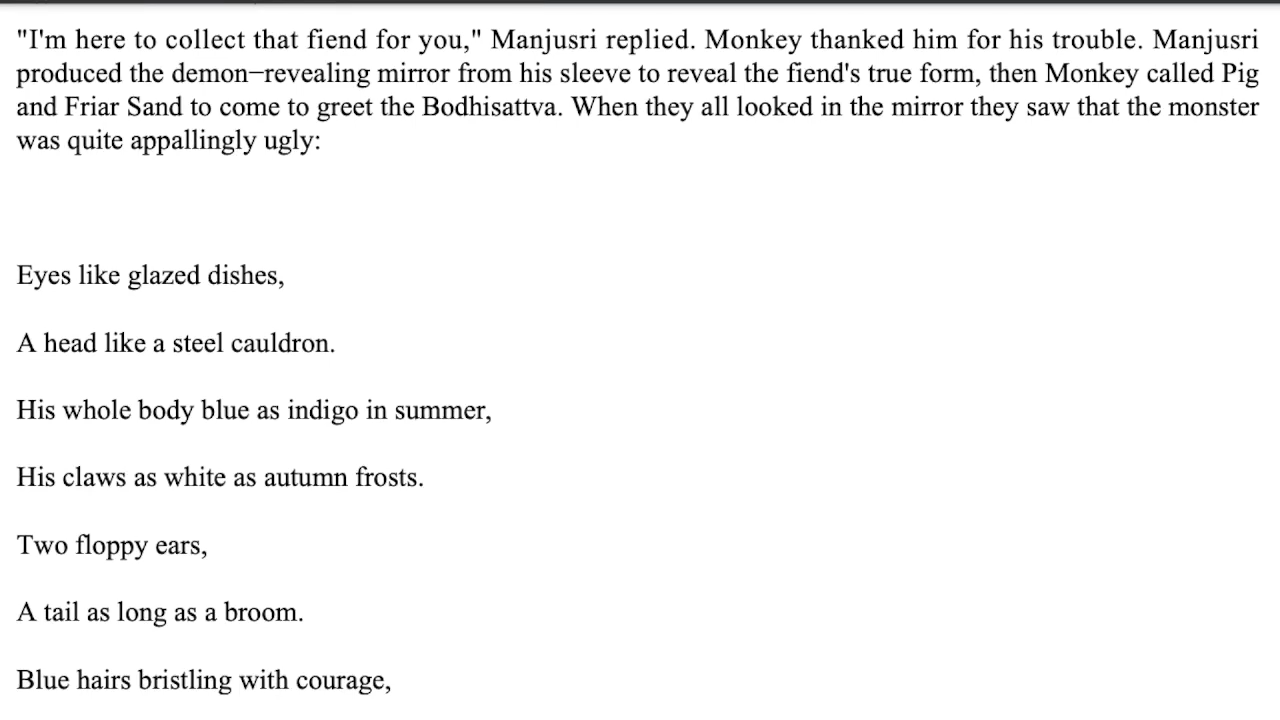 "I'm here to collect that fiend for you," Manjusri replied. Monkey thanked him for his trouble. Manjusri
produced the demon−revealing mirror from his sleeve to reveal the fiend's true form, then Monkey called Pig
and Friar Sand to come to greet the Bodhisattva. When they all looked in the mirror they saw that the monster
was quite appallingly ugly:
Eyes like glazed dishes,
A head like a steel cauldron.
His whole body blue as indigo in summer,
His claws as white as autumn frosts.
Two floppy ears,
A tail as long as a broom.
Blue hairs bristling with courage,